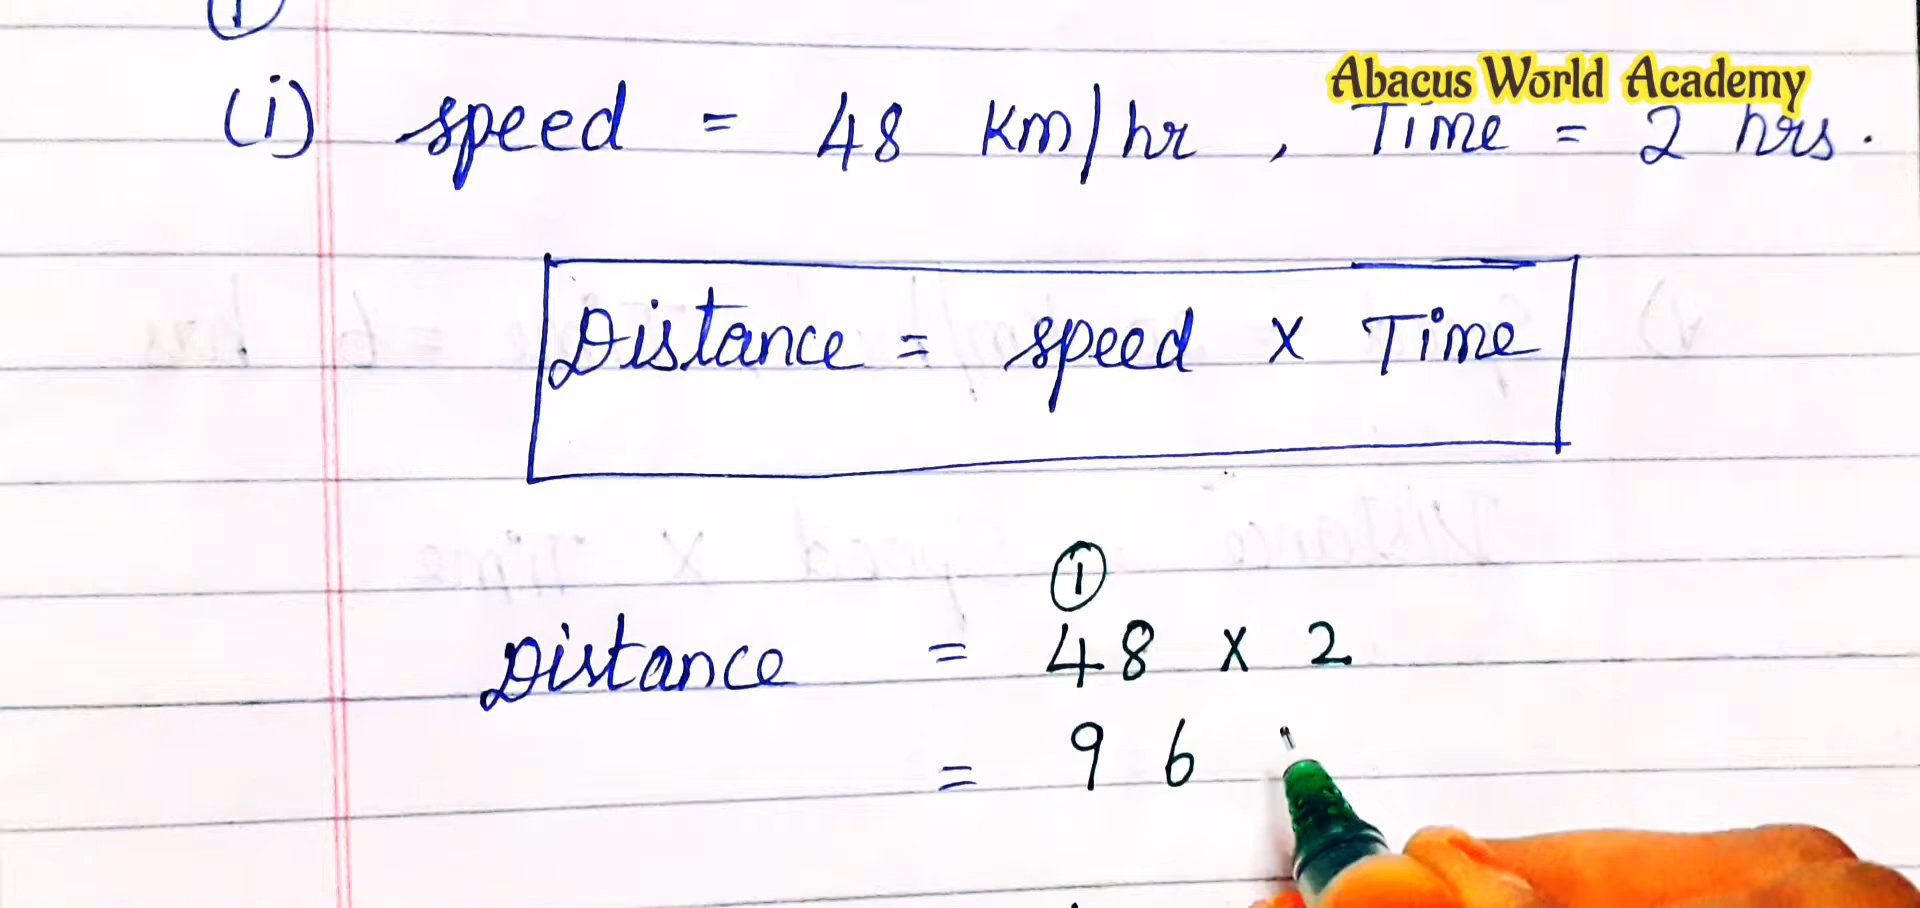 Abacus World Academy
(i) speed = 48 km/hr, Time = 2 hrs.
Distance = speed x Time
①
Distance = 48 x 2
= 96